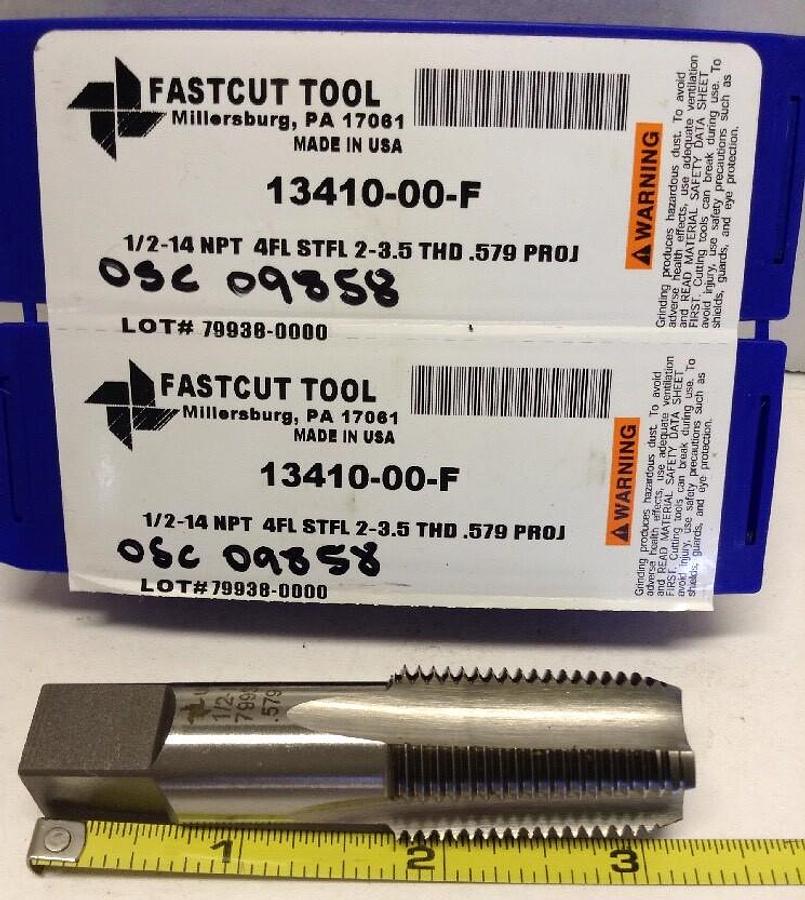 FASTCUT TOOL
Millersburg, PA 17061
MADE IN USA
13410-00-F
1/2-14 NPT 4FL STFL 2-3.5 THD .579 PROJ
OSC 09858
LOT# 79938-0000
WARNING
Grinding produces hazardous dust. To avoid
adverse health effects, use adequate ventilation
and READ MATERIAL SAFETY DATA SHEET
FIRST. Cutting tools can break during use. To
avoid injury, use safety precautions such as
shields, guards, and eye protection.
FASTCUT TOOL
Millersburg, PA 17061
MADE IN USA
13410-00-F
1/2-14 NPT 4FL STFL 2-3.5 THD .579 PROJ
OSC 09858
LOT# 79938-0000
WARNING
Grinding produces hazardous dust. To avoid
adverse health effects, use adequate ventilation
and READ MATERIAL SAFETY DATA SHEET
FIRST. Cutting tools can break during use. To
avoid injury, use safety precautions such as
shields, guards, and eye protection.
1/2-
799
.579
1 2 3